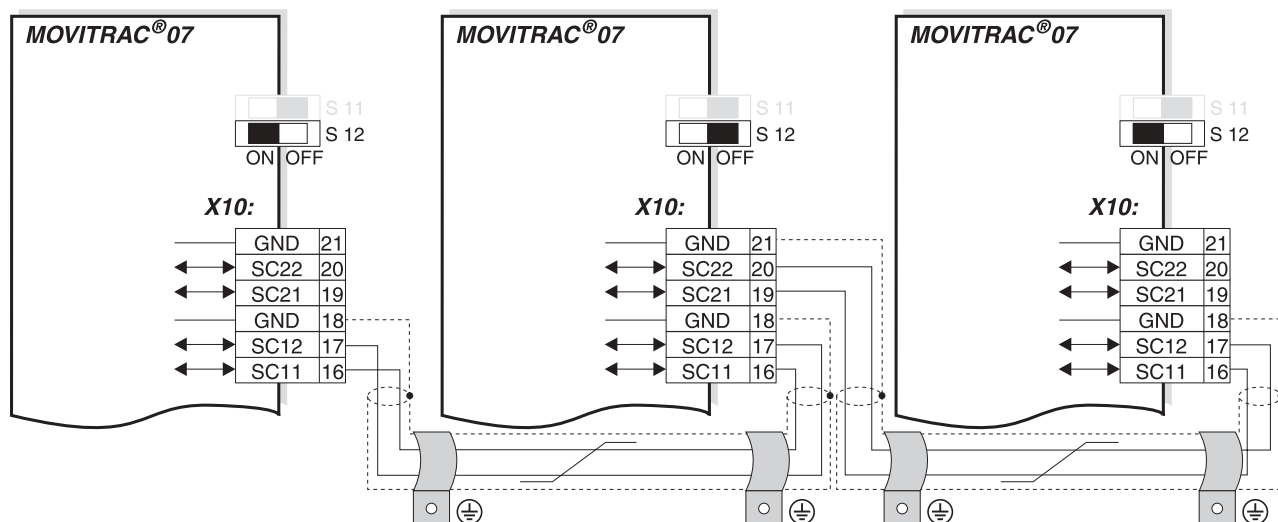 MOVITRAC®07
S 11
S 12
ON OFF
X10:
GND 21
SC22 20
SC21 19
GND 18
SC12 17
SC11 16
MOVITRAC®07
S 11
S 12
ON OFF
X10:
GND 21
SC22 20
SC21 19
GND 18
SC12 17
SC11 16
MOVITRAC®07
S 11
S 12
ON OFF
X10:
GND 21
SC22 20
SC21 19
GND 18
SC12 17
SC11 16